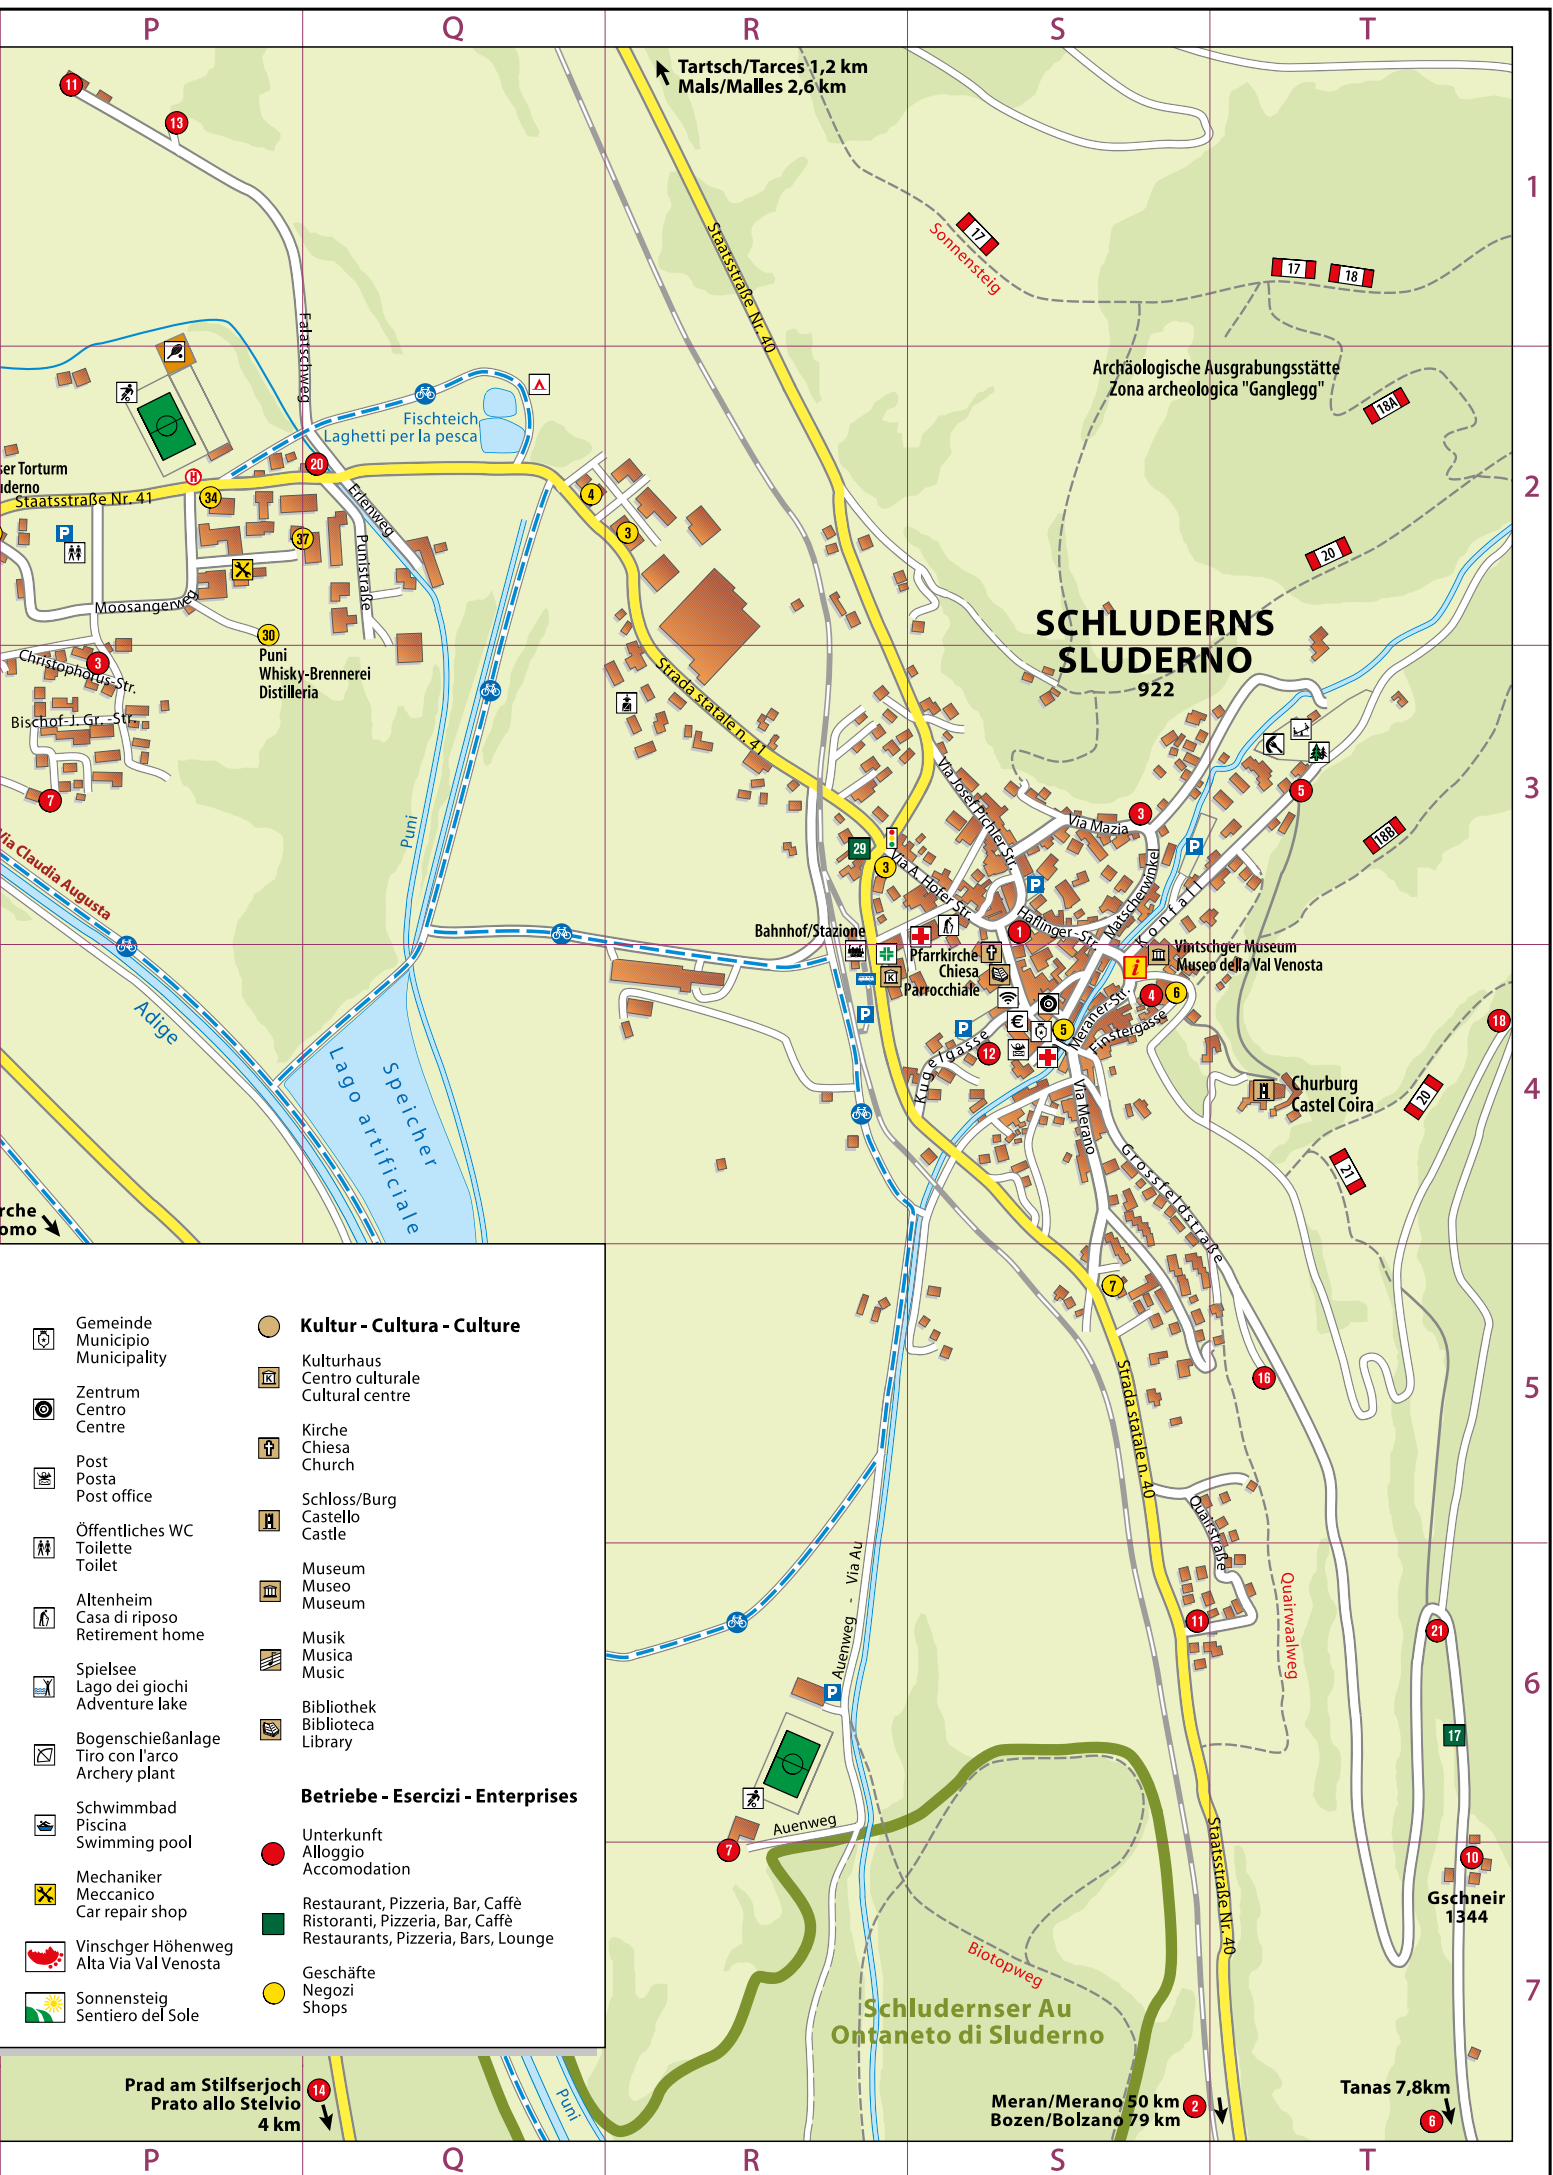 P
Q
R
S
T
Tartsch/Tarces 1,2 km
Mals/Malles 2,6 km
11
13
1
Staatsstraße Nr. 40
17
Sonnensteig
17
18
Falatschweg
Archäologische Ausgrabungsstätte
Zona archeologica "Ganglegg"
18A
Fischteich
Laghetti per la pesca
ser Torturm
uderno
Staatsstraße Nr. 41
H
34
20
4
2
Erlenweg
3
37
P
Punistraße
20
Moosangerweg
30
Puni
Whisky-Brennerei
Distilleria
SCHLUDERNS
SLUDERNO
922
Christophorus-Str.
3
Bischof-J. Gr. -Str.
Strada statale n. 41
7
Via Josef Pichler Str.
Via Mazia
3
5
3
18B
P
Puni
29
3
Via A. Hofer Str.
P
Matscherwinkel
Konfall
Via Claudia Augusta
Haflinger-Str.
1
Bahnhof/Stazione
Pfarrkirche
Chiesa
Parrocchiale
K
i
Vintschger Museum
Museo della Val Venosta
4
6
P
P
€
5
Meraner-Str.
Finstergasse
18
Adige
Kugelgasse
12
Speicher
Lago artificiale
Churburg
Castel Coira
20
4
Via Merano
21
Grossfeldstraße
rche
omo
7
Gemeinde
Municipio
Municipality
Zentrum
Centro
Centre
Post
Posta
Post office
Öffentliches WC
Toilette
Toilet
Altenheim
Casa di riposo
Retirement home
Spielsee
Lago dei giochi
Adventure lake
Bogenschießanlage
Tiro con l'arco
Archery plant
Schwimmbad
Piscina
Swimming pool
Mechaniker
Meccanico
Car repair shop
Vinschger Höhenweg
Alta Via Val Venosta
Sonnensteig
Sentiero del Sole
Kultur - Cultura - Culture
K
Kulturhaus
Centro culturale
Cultural centre
Kirche
Chiesa
Church
Schloss/Burg
Castello
Castle
Museum
Museo
Museum
Musik
Musica
Music
Bibliothek
Biblioteca
Library
Betriebe - Esercizi - Enterprises
Unterkunft
Alloggio
Accomodation
Restaurant, Pizzeria, Bar, Caffè
Ristoranti, Pizzeria, Bar, Caffè
Restaurants, Pizzeria, Bars, Lounge
Geschäfte
Negozi
Shops
Strada statale n. 40
16
5
Quairstraße
Auenweg - Via Au
Quairwaalweg
11
21
P
6
17
Auenweg
7
Staatsstraße Nr. 40
10
Gschneir
1344
Biotopweg
Schludernser Au
Ontaneto di Sluderno
7
Prad am Stilfserjoch
Prato allo Stelvio
4 km
14
Puni
Meran/Merano 50 km
Bozen/Bolzano 79 km
2
Tanas 7,8km
6
P
Q
R
S
T